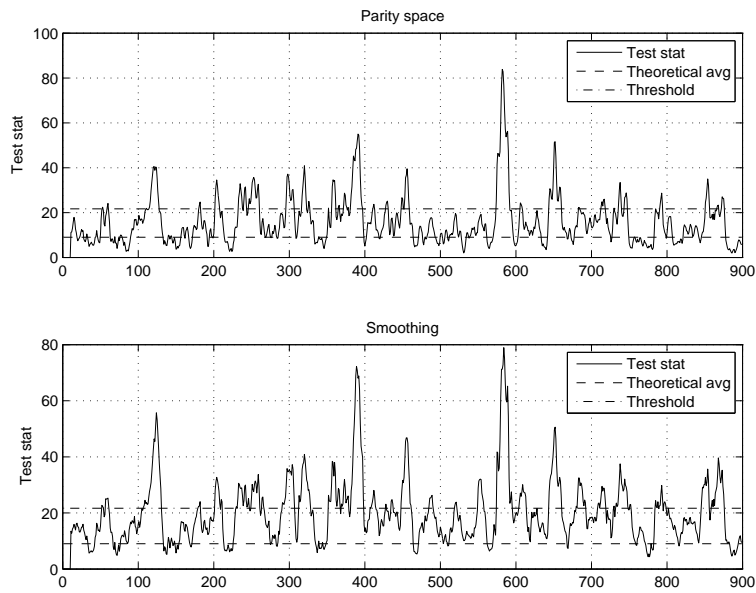 Parity space
100
80
60
40
20
0
Test stat
Test stat
Theoretical avg
Threshold
0 100 200 300 400 500 600 700 800 900
Smoothing
80
60
40
20
0
Test stat
Test stat
Theoretical avg
Threshold
0 100 200 300 400 500 600 700 800 900